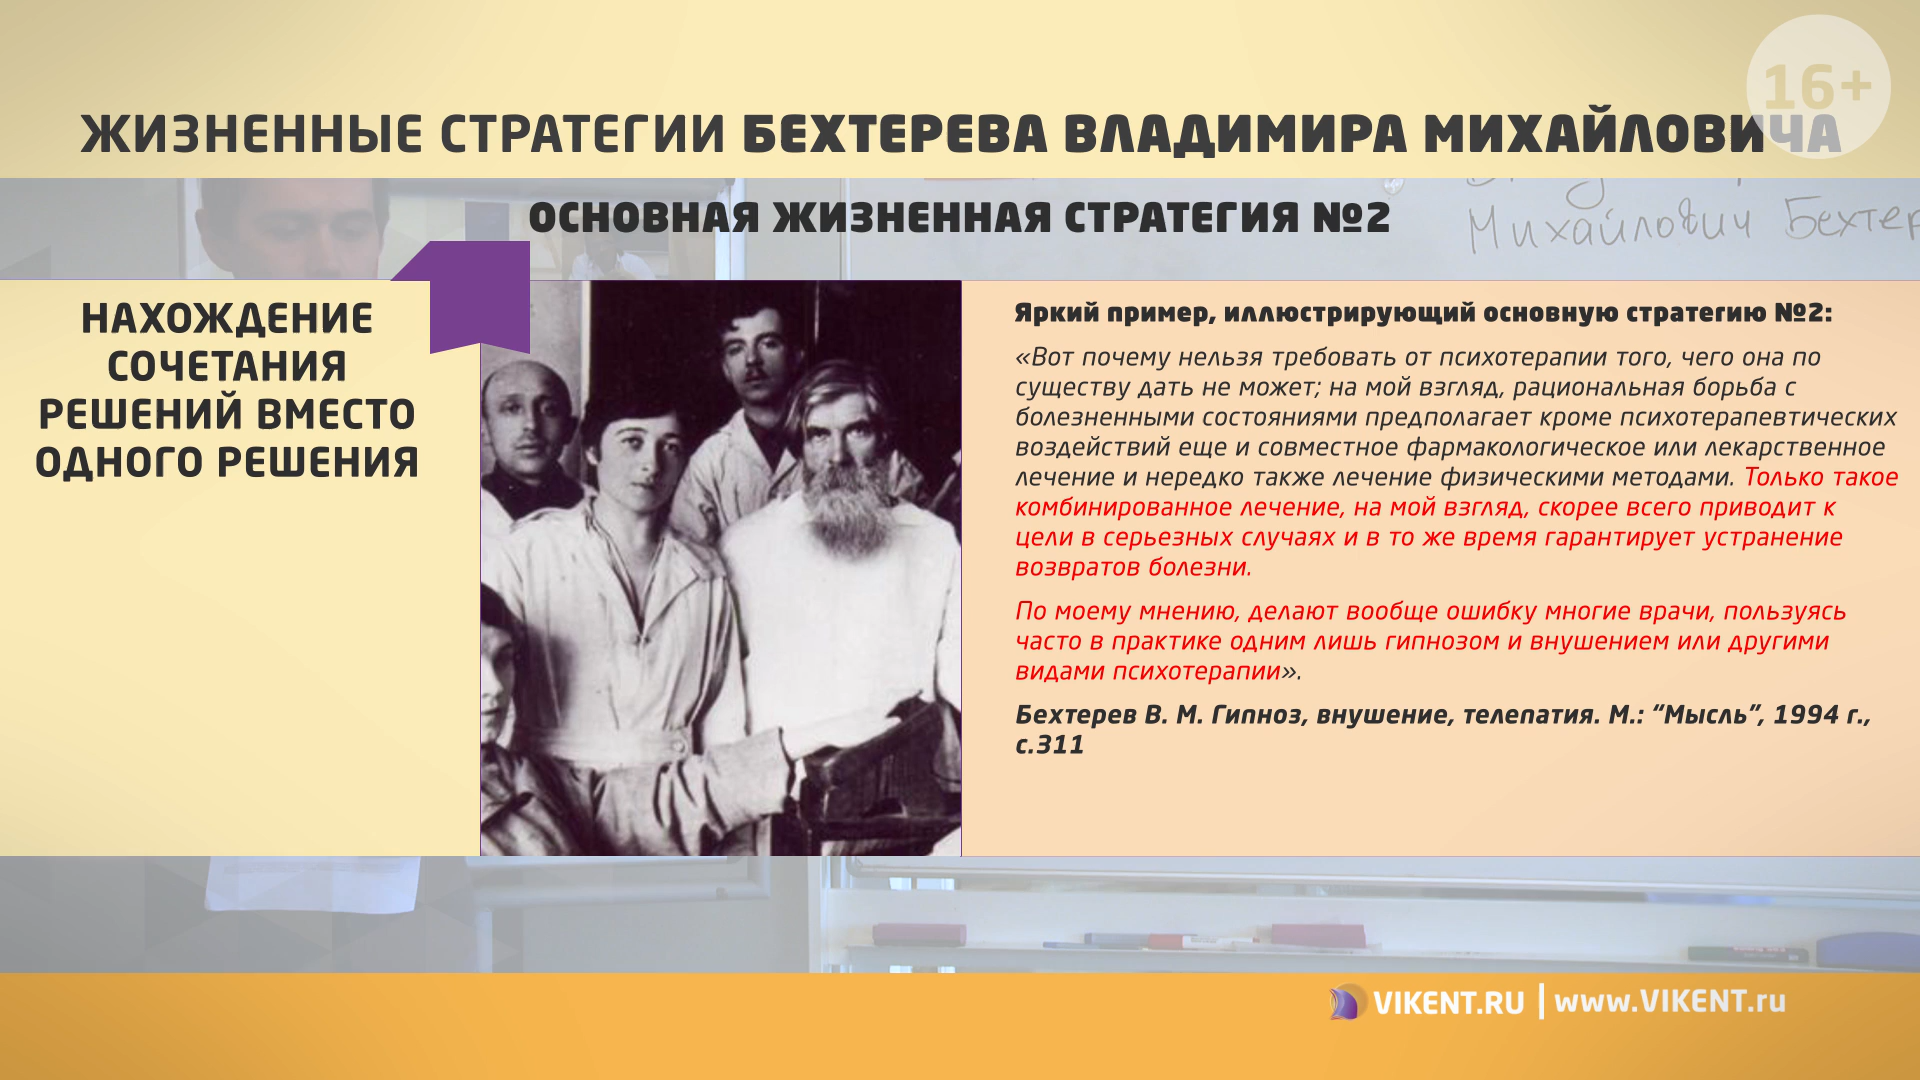 16+
ЖИЗНЕННЫЕ СТРАТЕГИИ БЕХТЕРЕВА ВЛАДИМИРА МИХАЙЛОВИЧА
ОСНОВНАЯ ЖИЗНЕННАЯ СТРАТЕГИЯ №2
Михайлович Бехтер
НАХОЖДЕНИЕ
СОЧЕТАНИЯ
РЕШЕНИЙ ВМЕСТО
ОДНОГО РЕШЕНИЯ
Яркий пример, иллюстрирующий основную стратегию №2:
«Вот почему нельзя требовать от психотерапии того, чего она по
существу дать не может; на мой взгляд, рациональная борьба с
болезненными состояниями предполагает кроме психотерапевтических
воздействий еще и совместное фармакологическое или лекарственное
лечение и нередко также лечение физическими методами. Только такое
комбинированное лечение, на мой взгляд, скорее всего приводит к
цели в серьезных случаях и в то же время гарантирует устранение
возвратов болезни.
По моему мнению, делают вообще ошибку многие врачи, пользуясь
часто в практике одним лишь гипнозом и внушением или другими
видами психотерапии».
Бехтерев В. М. Гипноз, внушение, телепатия. М.: “Мысль”, 1994 г.,
с.311
VIKENT.RU | www.VIKENT.ru